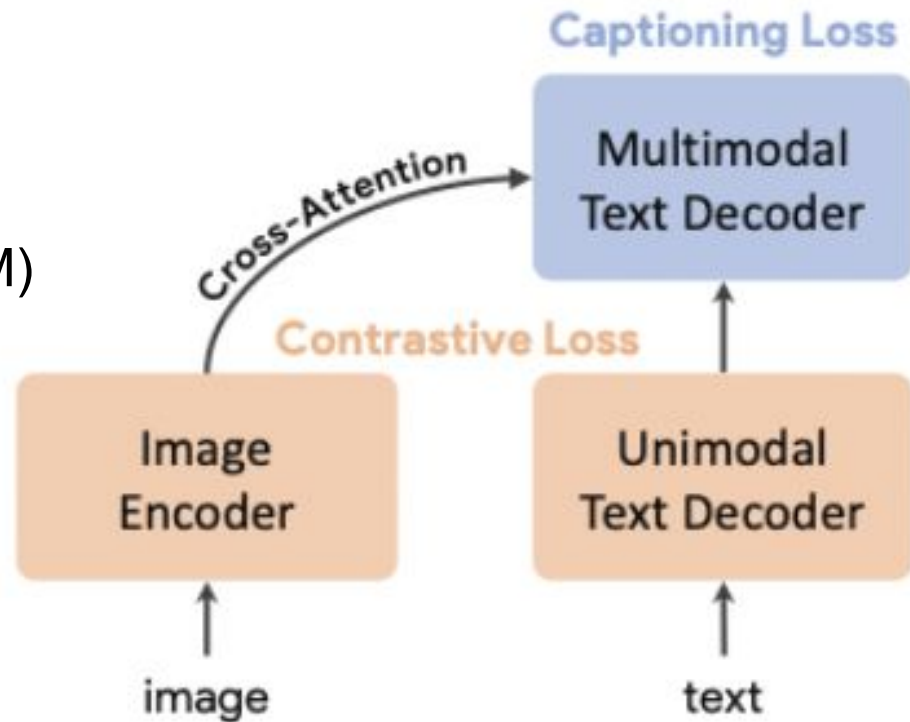 Captioning Loss
Multimodal
Text Decoder
Cross-Attention
M)
Contrastive Loss
Image
Encoder
Unimodal
Text Decoder
image
text